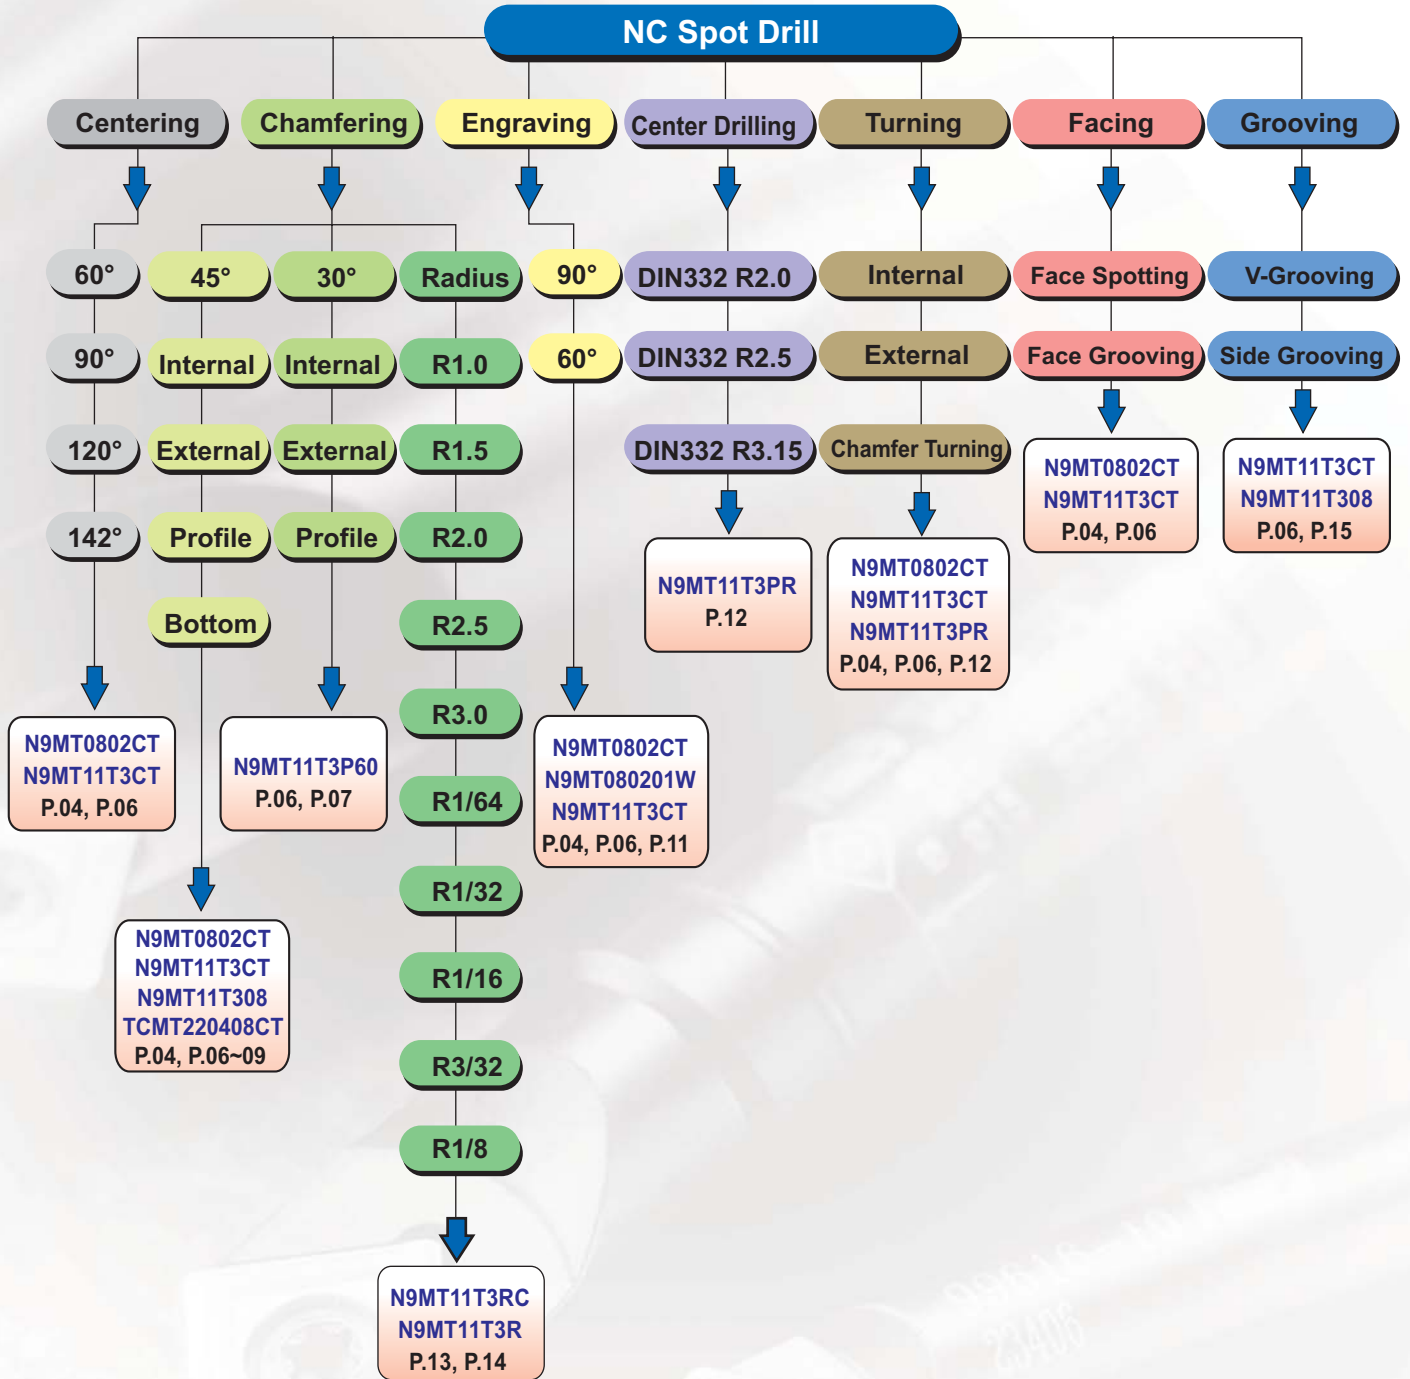 NC Spot Drill
Centering
Chamfering
Engraving
Center Drilling
Turning
Facing
Grooving
60°
90°
120°
142°
N9MT0802CT
N9MT11T3CT
P.04, P.06
45°
Internal
External
Profile
Bottom
N9MT0802CT
N9MT11T3CT
N9MT11T308
TCMT220408CT
P.04, P.06~09
30°
Internal
External
Profile
N9MT11T3P60
P.06, P.07
Radius
R1.0
R1.5
R2.0
R2.5
R3.0
R1/64
R1/32
R1/16
R3/32
R1/8
N9MT11T3RC
N9MT11T3R
P.13, P.14
90°
60°
N9MT0802CT
N9MT080201W
N9MT11T3CT
P.04, P.06, P.11
DIN332 R2.0
DIN332 R2.5
DIN332 R3.15
N9MT11T3PR
P.12
Internal
External
Chamfer Turning
N9MT0802CT
N9MT11T3CT
N9MT11T3PR
P.04, P.06, P.12
Face Spotting
Face Grooving
N9MT0802CT
N9MT11T3CT
P.04, P.06
V-Grooving
Side Grooving
N9MT11T3CT
N9MT11T308
P.06, P.15
23406